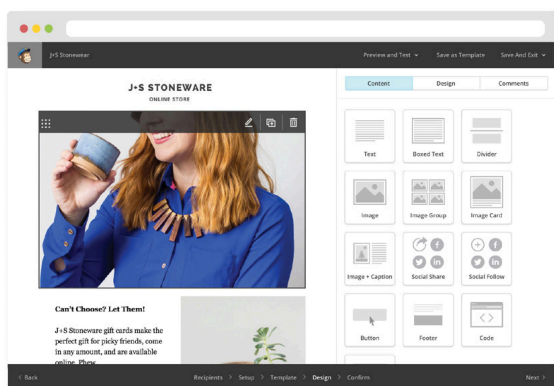 J+S Stonewear
Preview and Test
Save as Template
Save And Exit
J+S STONEWARE
ONLINE STORE
Content
Design
Comments
Text
Boxed Text
Divider
Image
Image Group
Image Card
Image + Caption
Social Share
Social Follow
Button
Footer
Code
Can't Choose? Let Them!
J+S Stoneware gift cards make the
perfect gift for picky friends, come
in any amount, and are available
online. Phew.
< Back
Recipients > Setup > Template > Design > Confirm
Next >